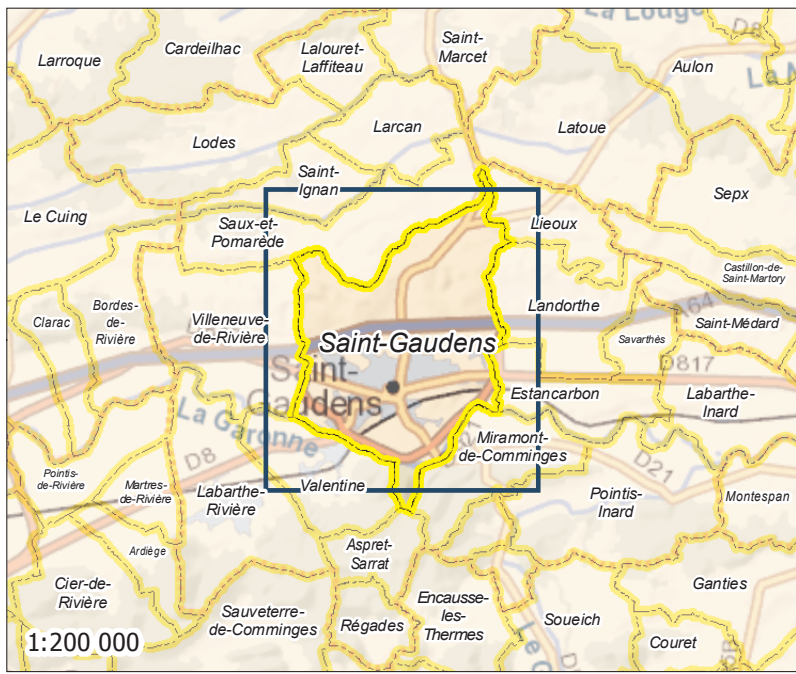 La Louge
D8
Saint-
Marcet
Cardeilhac
Lalouret-
Laffiteau
Larroque
Aulon
Larcan
Latoue
Lodes
Saint-
Ignan
Sepx
Le Cuing
Saux-et-
Pomarède
Lieoux
Castillon-de-
Saint-Martory
Bordes-
de-
Rivière
Clarac
Villeneuve-
de-Rivière
Landorthe
A64
Saint-Médard
Savarthès
Saint-Gaudens
D817
Saint-
Gaudens
Estancarbon
Labarthe-
Inard
La Garonne
Miramont-
de-Comminges
D8
D21
Pointis-
de-Rivière
Martres-
de-Rivière
Labarthe-
Rivière
Valentine
Pointis-
Inard
Montespan
Ardiège
Aspret-
Sarrat
Cier-de-
Rivière
Ganties
Sauveterre-
de-Comminges
Régades
Encausse-
les-
Thermes
Soueich
Couret
1:200 000